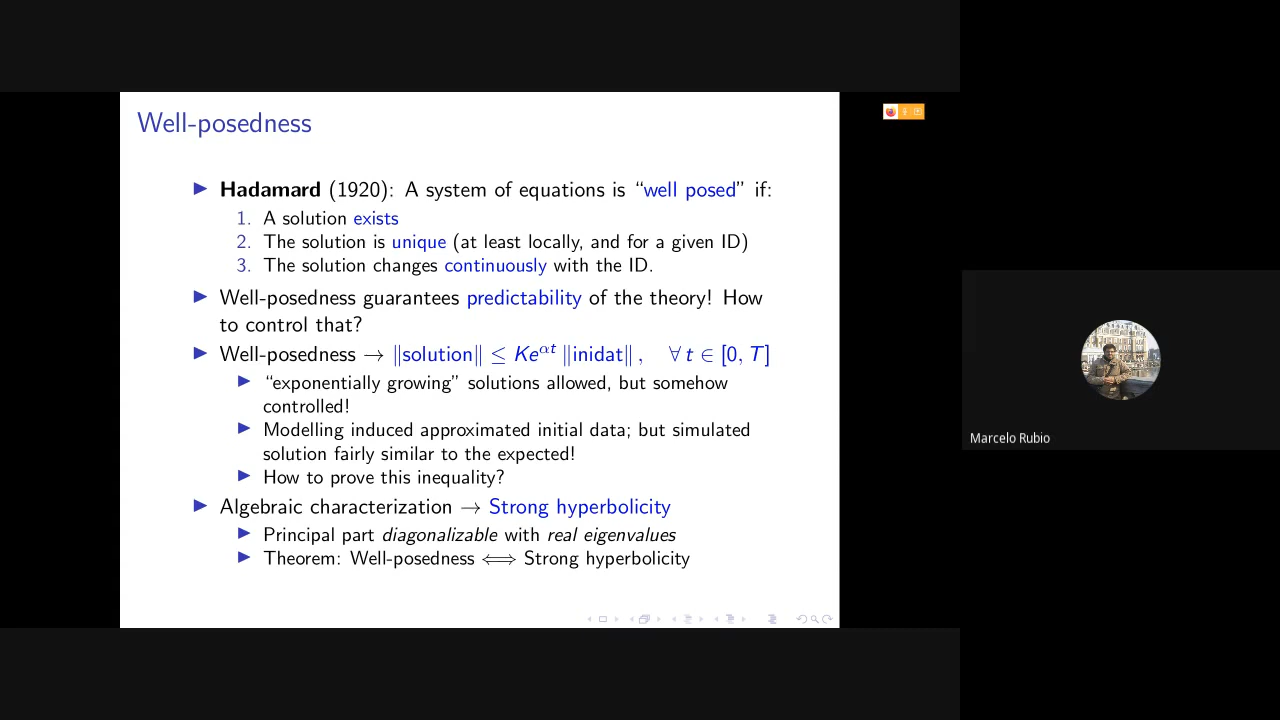 Well-posedness
▶ Hadamard (1920): A system of equations is “well posed” if:
1. A solution exists
2. The solution is unique (at least locally, and for a given ID)
3. The solution changes continuously with the ID.
▶ Well-posedness guarantees predictability of the theory! How
to control that?
▶ Well-posedness → ‖solution‖ ≤ Ke^{αt} ‖inidat‖ , ∀ t ∈ [0, T]
▶ “exponentially growing” solutions allowed, but somehow
controlled!
▶ Modelling induced approximated initial data; but simulated
solution fairly similar to the expected!
▶ How to prove this inequality?
▶ Algebraic characterization → Strong hyperbolicity
▶ Principal part diagonalizable with real eigenvalues
▶ Theorem: Well-posedness ⟺ Strong hyperbolicity
Marcelo Rubio